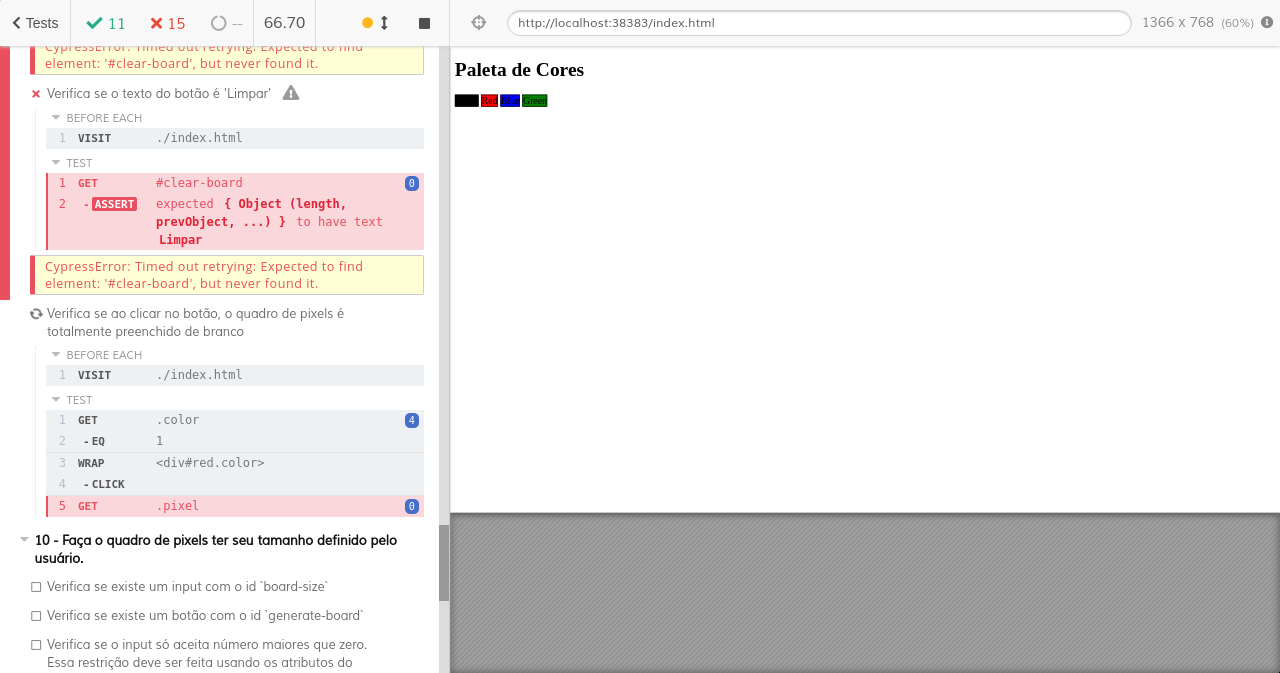 Tests
11
15
--
66.70
http://localhost:38383/index.html
1366 x 768 (60%)
CypressError: Timed out retrying: Expected to find
element: '#clear-board', but never found it.
Verifica se o texto do botão é 'Limpar'
BEFORE EACH
1 VISIT ./index.html
TEST
1 GET #clear-board 0
2 - ASSERT expected { Object (length,
prevObject, ...) } to have text
Limpar
CypressError: Timed out retrying: Expected to find
element: '#clear-board', but never found it.
Verifica se ao clicar no botão, o quadro de pixels é
totalmente preenchido de branco
BEFORE EACH
1 VISIT ./index.html
TEST
1 GET .color 4
2 - EQ 1
3 WRAP <div#red.color>
4 - CLICK
5 GET .pixel 0
10 - Faça o quadro de pixels ter seu tamanho definido pelo
usuário.
Verifica se existe um input com o id `board-size`
Verifica se existe um botão com o id `generate-board`
Verifica se o input só aceita número maiores que zero.
Essa restrição deve ser feita usando os atributos do
Paleta de Cores
Red Blue Green